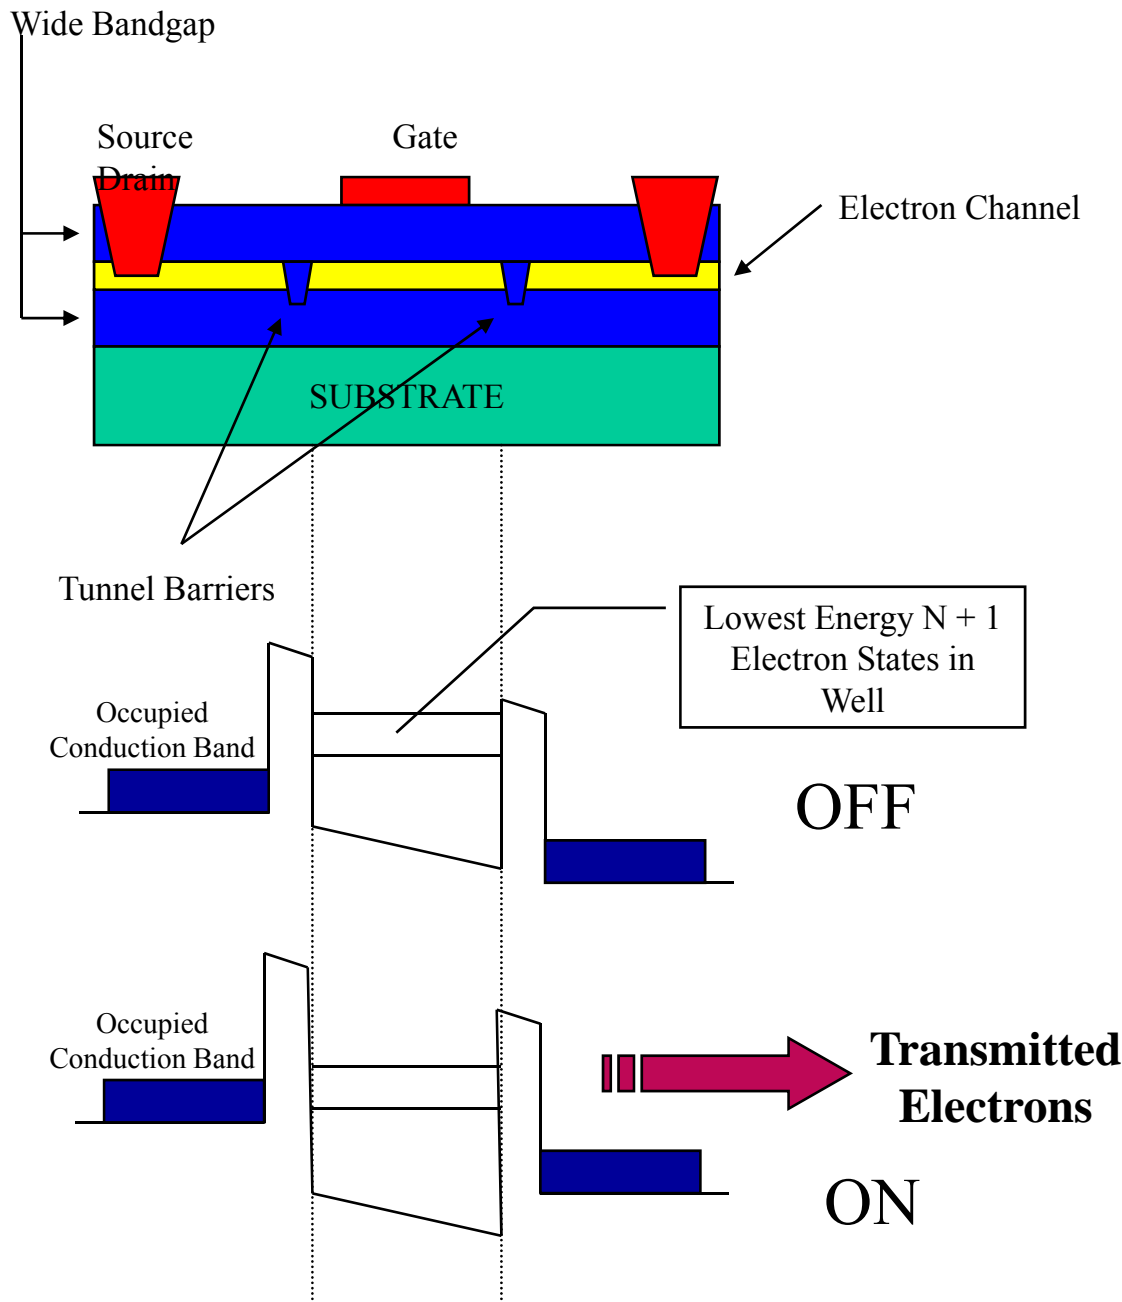 Wide Bandgap
Source
Drain
Gate
Electron Channel
SUBSTRATE
Tunnel Barriers
Lowest Energy N + 1
Electron States in
Well
Occupied
Conduction Band
OFF
Occupied
Conduction Band
Transmitted
Electrons
ON